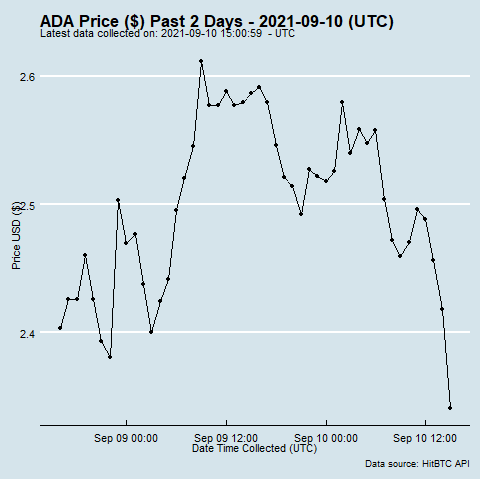 ADA Price ($) Past 2 Days - 2021-09-10 (UTC)
Latest data collected on: 2021-09-10 15:00:59  - UTC
2.6
2.5
2.4
Price USD ($)
Sep 09 00:00
Sep 09 12:00
Sep 10 00:00
Sep 10 12:00
Date Time Collected (UTC)
Data source: HitBTC API